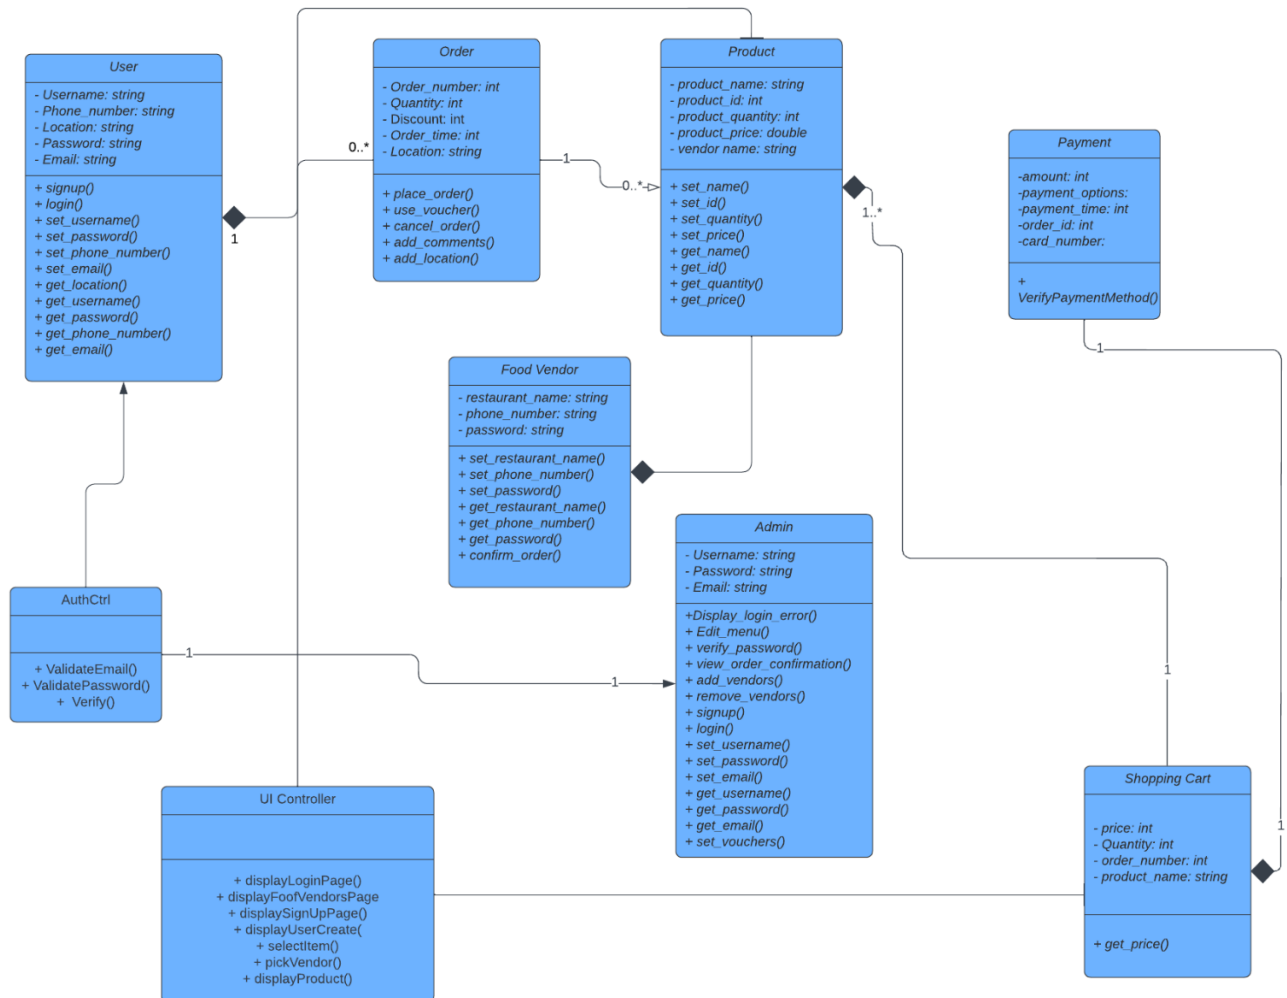 User
- Username: string
- Phone_number: string
- Location: string
- Password: string
- Email: string
+ signup()
+ login()
+ set_username()
+ set_password()
+ set_phone_number()
+ set_email()
+ get_location()
+ get_username()
+ get_password()
+ get_phone_number()
+ get_email()
1
0..*
Order
- Order_number: int
- Quantity: int
- Discount: int
- Order_time: int
- Location: string
+ place_order()
+ use_voucher()
+ cancel_order()
+ add_comments()
+ add_location()
1
0..*
Product
- product_name: string
- product_id: int
- product_quantity: int
- product_price: double
- vendor name: string
+ set_name()
+ set_id()
+ set_quantity()
+ set_price()
+ get_name()
+ get_id()
+ get_quantity()
+ get_price()
1..*
Payment
-amount: int
-payment_options:
-payment_time: int
-order_id: int
-card_number:
+
VerifyPaymentMethod()
1
Food Vendor
- restaurant_name: string
- phone_number: string
- password: string
+ set_restaurant_name()
+ set_phone_number()
+ set_password()
+ get_restaurant_name()
+ get_phone_number()
+ get_password()
+ confirm_order()
Admin
- Username: string
- Password: string
- Email: string
+Display_login_error()
+ Edit_menu()
+ verify_password()
+ view_order_confirmation()
+ add_vendors()
+ remove_vendors()
+ signup()
+ login()
+ set_username()
+ set_password()
+ set_email()
+ get_username()
+ get_password()
+ get_email()
+ set_vouchers()
AuthCtrl
+ ValidateEmail()
+ ValidatePassword()
+ Verify()
1
1
1
UI Controller
+ displayLoginPage()
+ displayFoofVendorsPage
+ displaySignUpPage()
+ displayUserCreate(
+ selectItem()
+ pickVendor()
+ displayProduct()
Shopping Cart
- price: int
- Quantity: int
- order_number: int
- product_name: string
+ get_price()
1